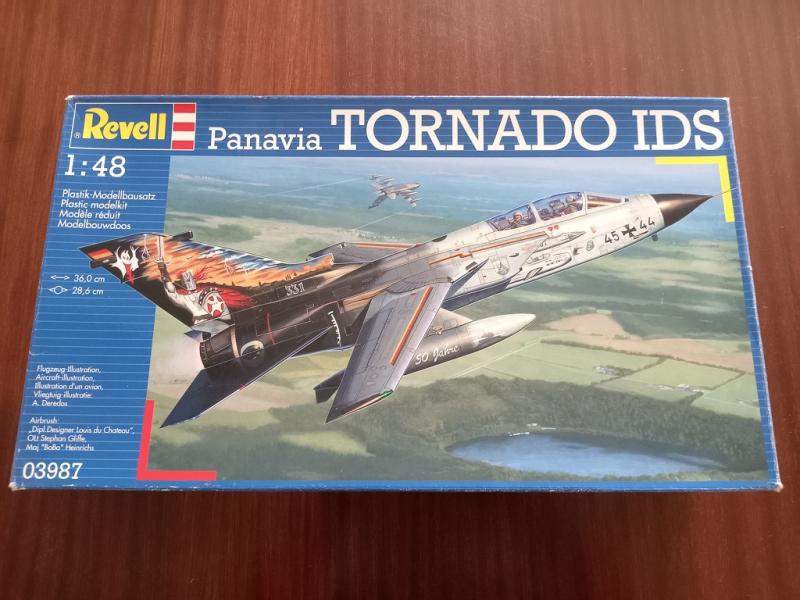 ® Revell
Panavia TORNADO IDS
1:48
Plastik-Modellbausatz
Plastic modelkit
Modèle réduit
Modelbouwdoos
36,0 cm
28,6 cm
Flugzeug-Illustration,
Aircraft-illustration,
Illustration d'un avion,
Vliegtuig-illustratie:
A. Deredos
Airbrush:
„Dipl.Designer Louis du Chateau",
OLt Stephan Gliffe,
Maj "BoBo" Heinrichs
03987
45 44
331
50 Jahre